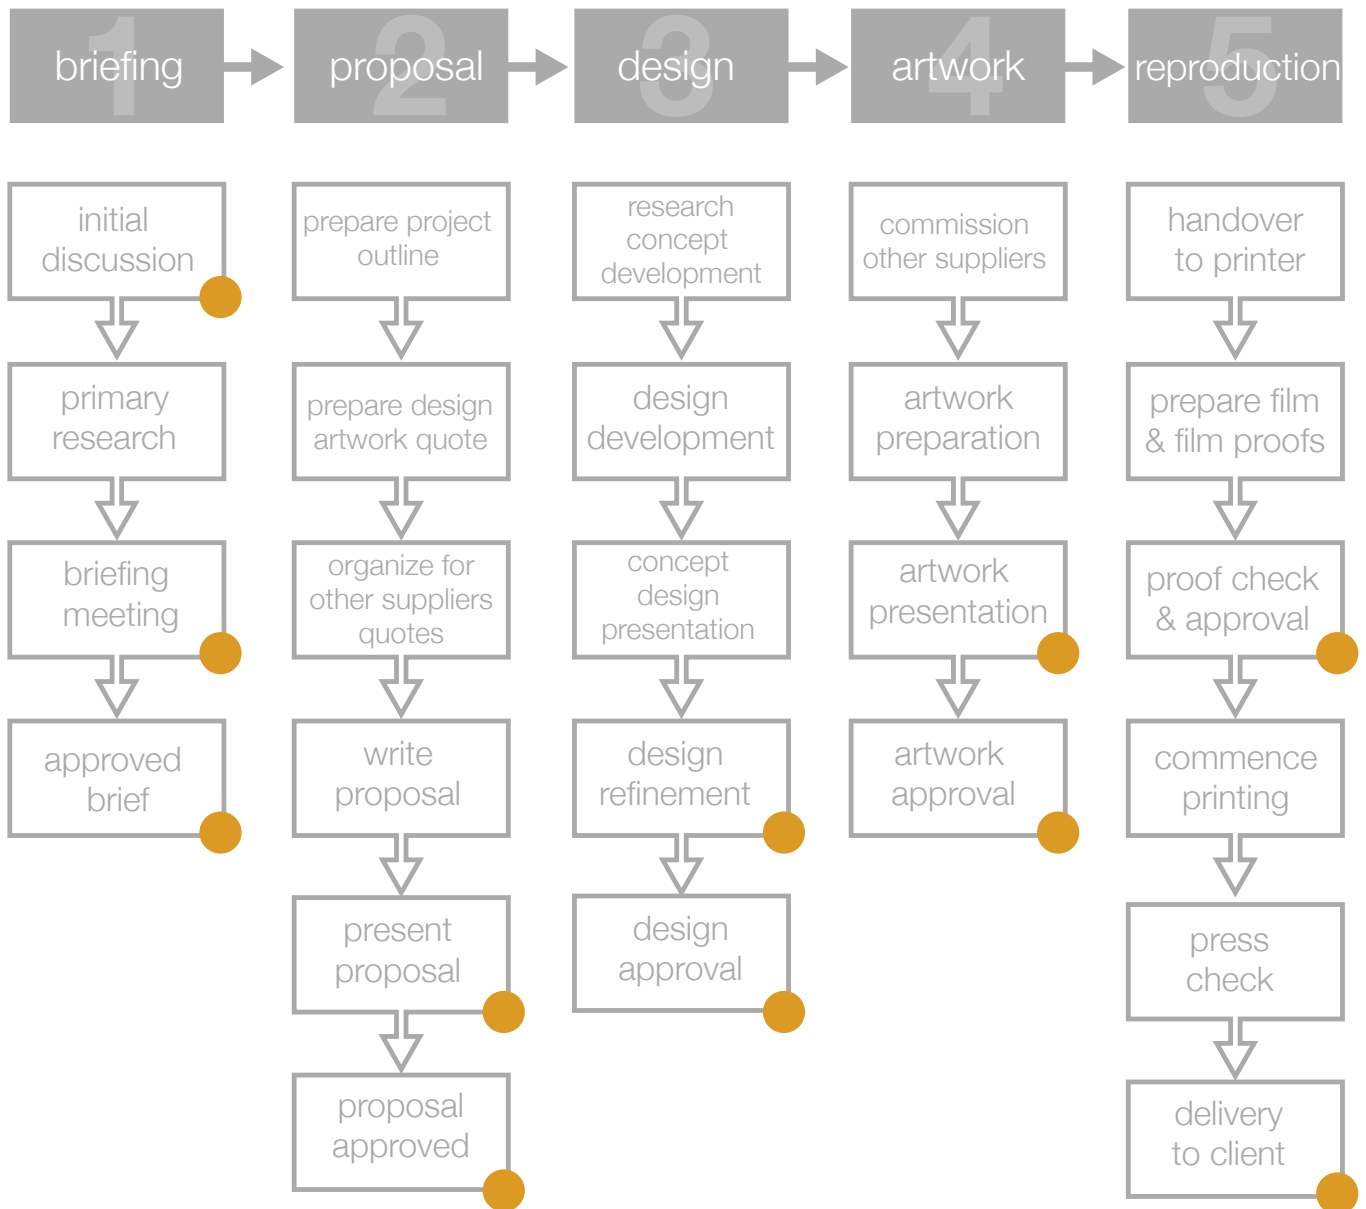 1
briefing
2
proposal
3
design
4
artwork
5
reproduction
initial
discussion
primary
research
briefing
meeting
approved
brief
prepare project
outline
prepare design
artwork quote
organize for
other suppliers
quotes
write
proposal
present
proposal
proposal
approved
research
concept
development
design
development
concept
design
presentation
design
refinement
design
approval
commission
other suppliers
artwork
preparation
artwork
presentation
artwork
approval
handover
to printer
prepare film
& film proofs
proof check
& approval
commence
printing
press
check
delivery
to client